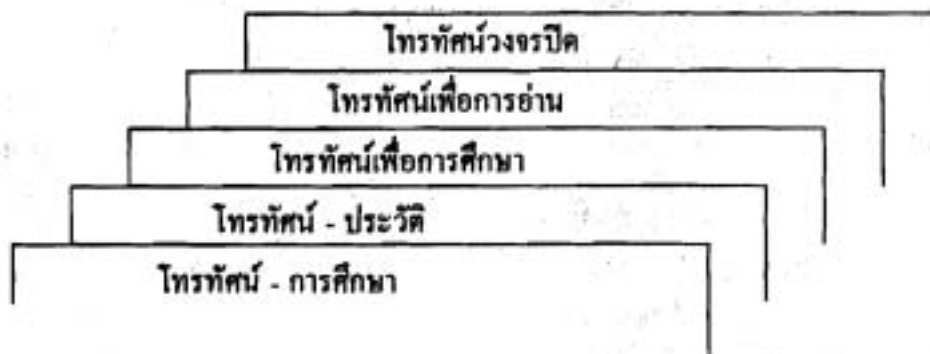 โทรทัศน์วงจรปิด
โทรทัศน์เพื่อการอ่าน
โทรทัศน์เพื่อการศึกษา
โทรทัศน์ - ประวัติ
โทรทัศน์ - การศึกษา